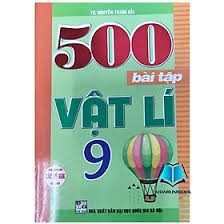 TS. NGUYỄN THANH HẢI
500
bài tập
VẬT LÍ
9
NHÀ XUẤT BẢN ĐẠI HỌC QUỐC GIA HÀ NỘI